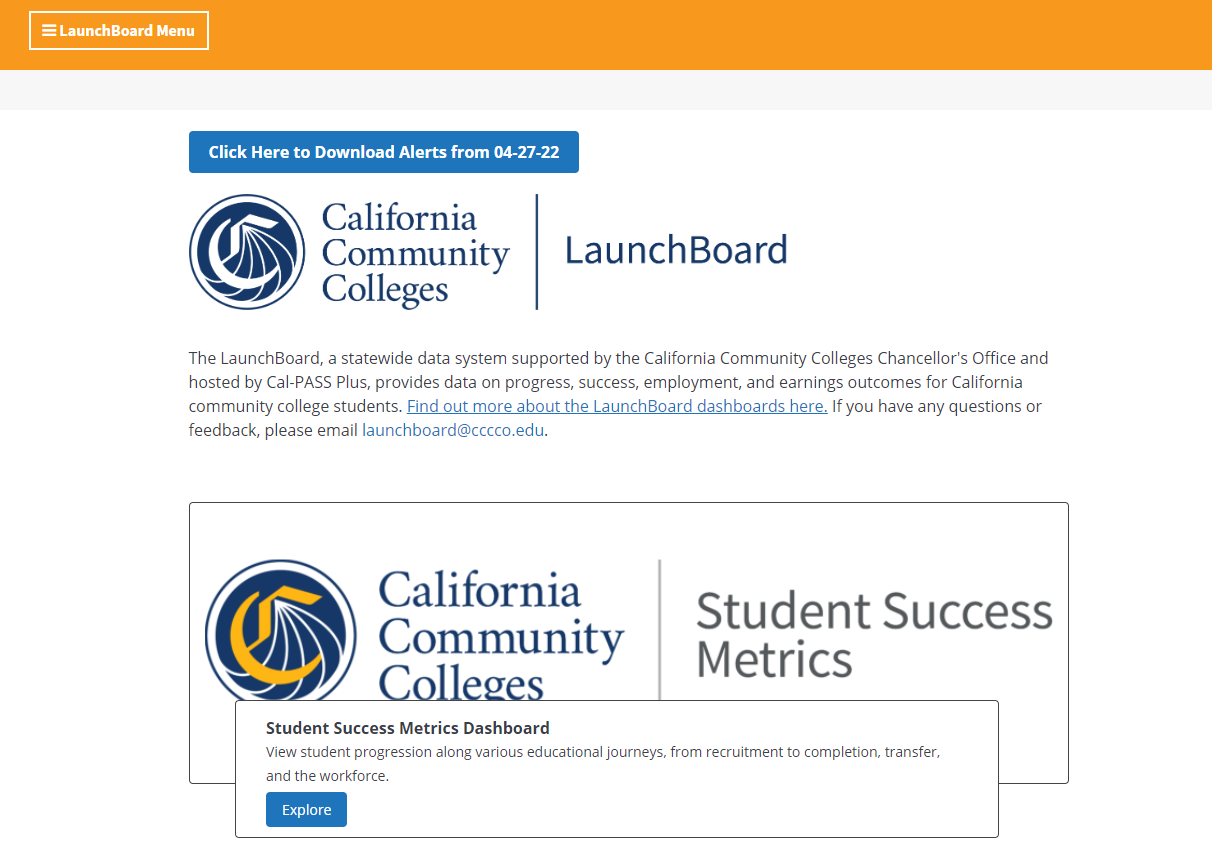 LaunchBoard Menu
Click Here to Download Alerts from 04-27-22
California
Community
Colleges
LaunchBoard
The LaunchBoard, a statewide data system supported by the California Community Colleges Chancellor's Office and
hosted by Cal-PASS Plus, provides data on progress, success, employment, and earnings outcomes for California
community college students. Find out more about the LaunchBoard dashboards here. If you have any questions or
feedback, please email launchboard@cccco.edu.
California
Community
Colleges
Student Success
Metrics
Student Success Metrics Dashboard
View student progression along various educational journeys, from recruitment to completion, transfer,
and the workforce.
Explore